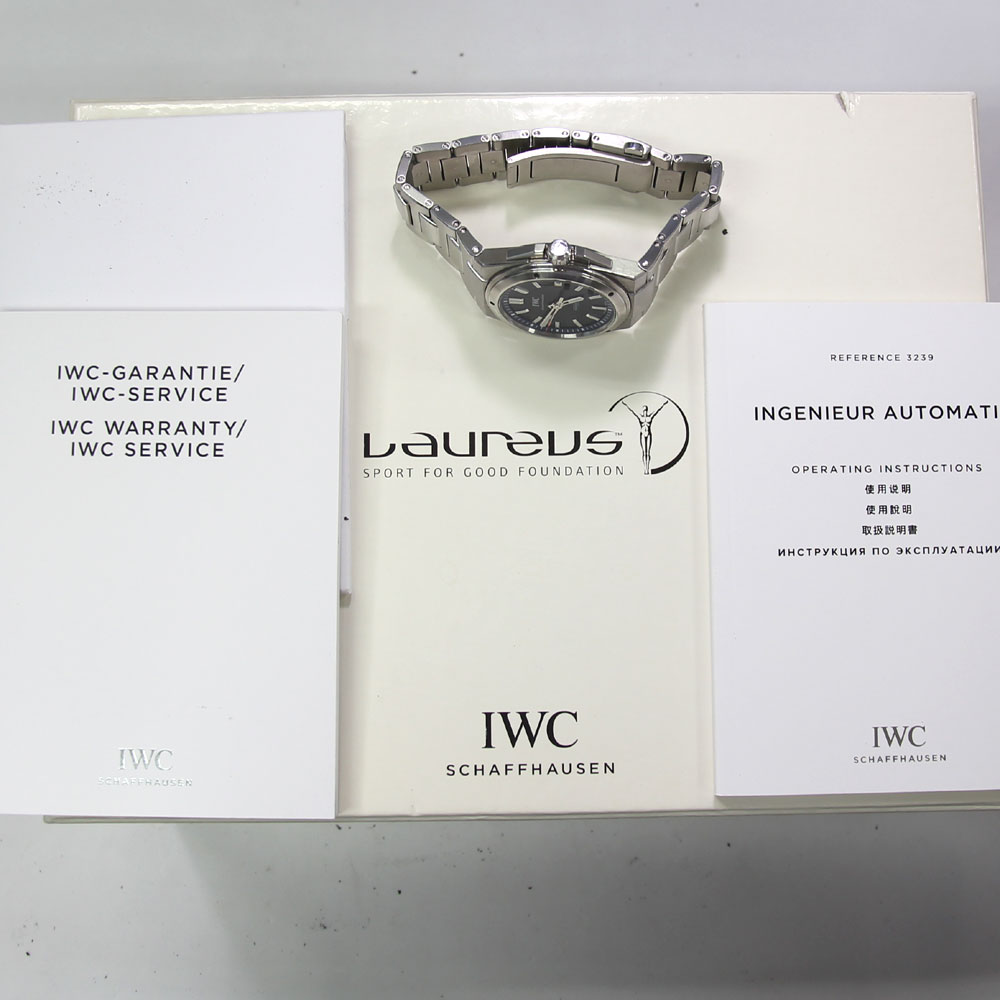 IWC
IWC-GARANTIE/
IWC-SERVICE
IWC WARRANTY/
IWC SERVICE
IWC
SCHAFFHAUSEN
Laureus™
SPORT FOR GOOD FOUNDATION
IWC
SCHAFFHAUSEN
REFERENCE 3239
INGENIEUR AUTOMATI
OPERATING INSTRUCTIONS
使用说明
使用說明
取扱説明書
ИНСТРУКЦИЯ ПО ЭКСПЛУАТАЦИИ
IWC
SCHAFFHAUSEN